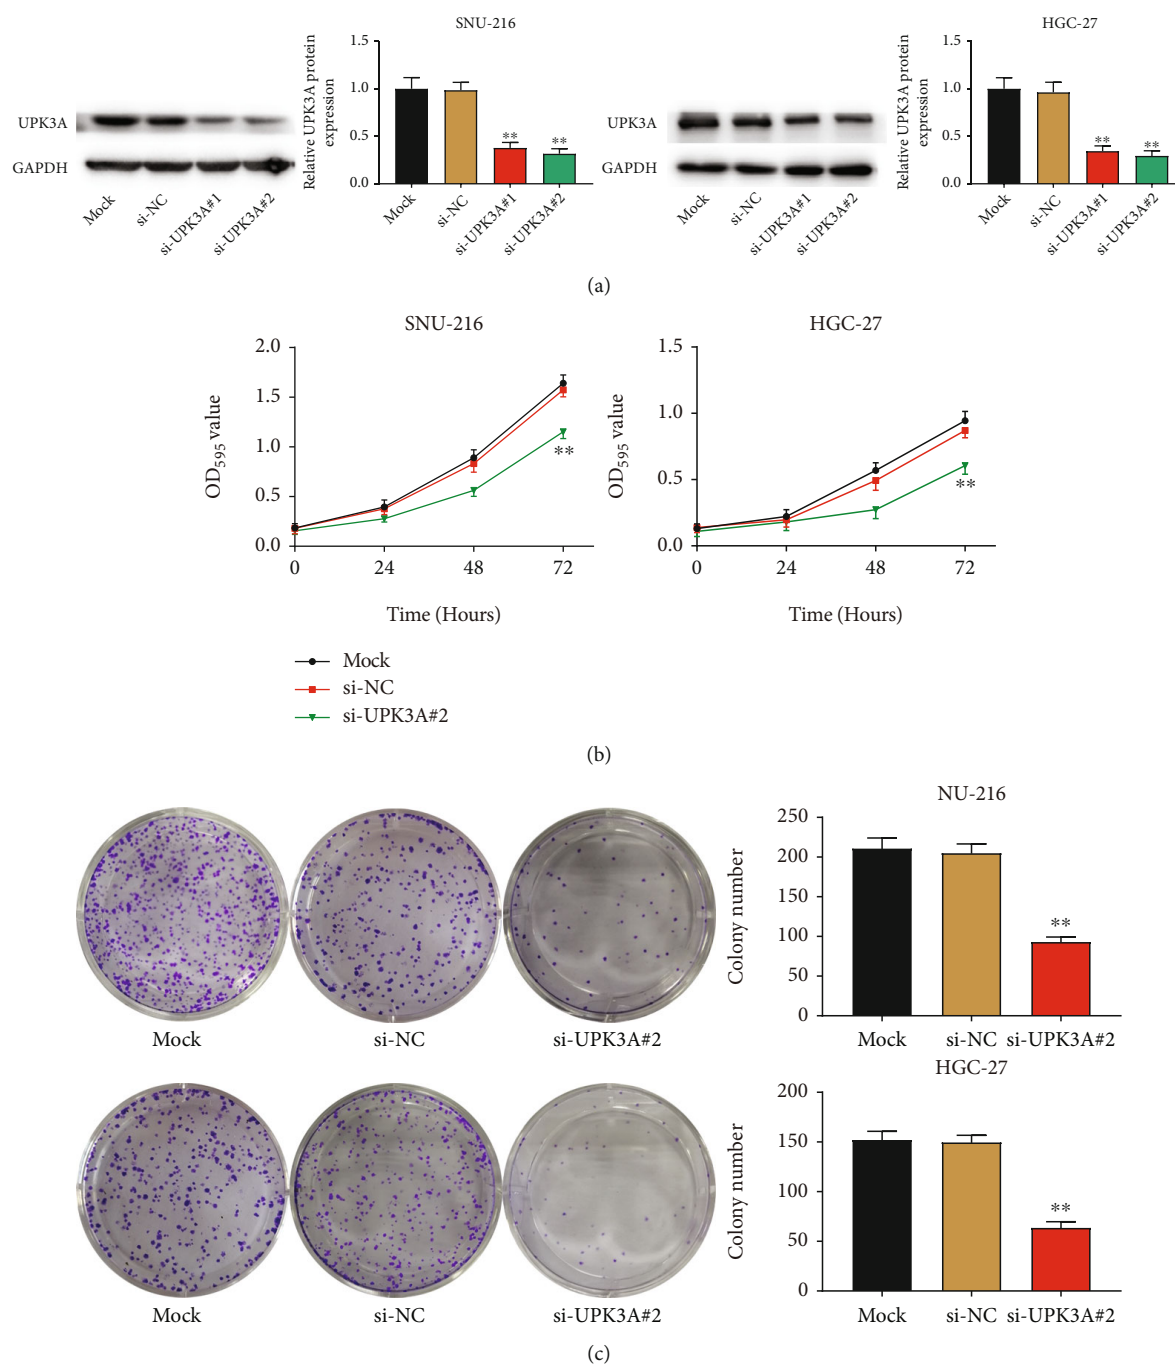 SNU-216
HGC-27
UPK3A
GAPDH
Mock
si-NC
si-UPK3A#1
si-UPK3A#2
Relative UPK3A protein
expression
1.5
1.0
0.5
0.0
**
**
Mock
si-NC
si-UPK3A#1
si-UPK3A#2
UPK3A
GAPDH
Mock
si-NC
si-UPK3A#1
si-UPK3A#2
Relative UPK3A protein
expression
1.5
1.0
0.5
0.0
**
**
Mock
si-NC
si-UPK3A#1
si-UPK3A#2
(a)
SNU-216
OD595 value
2.0
1.5
1.0
0.5
0.0
**
0 24 48 72
Time (Hours)
HGC-27
OD595 value
1.5
1.0
0.5
0.0
**
0 24 48 72
Time (Hours)
Mock
si-NC
si-UPK3A#2
(b)
Mock si-NC si-UPK3A#2
NU-216
Colony number
250
200
150
100
50
0
**
Mock si-NC si-UPK3A#2
Mock si-NC si-UPK3A#2
HGC-27
Colony number
200
150
100
50
0
**
Mock si-NC si-UPK3A#2
(c)